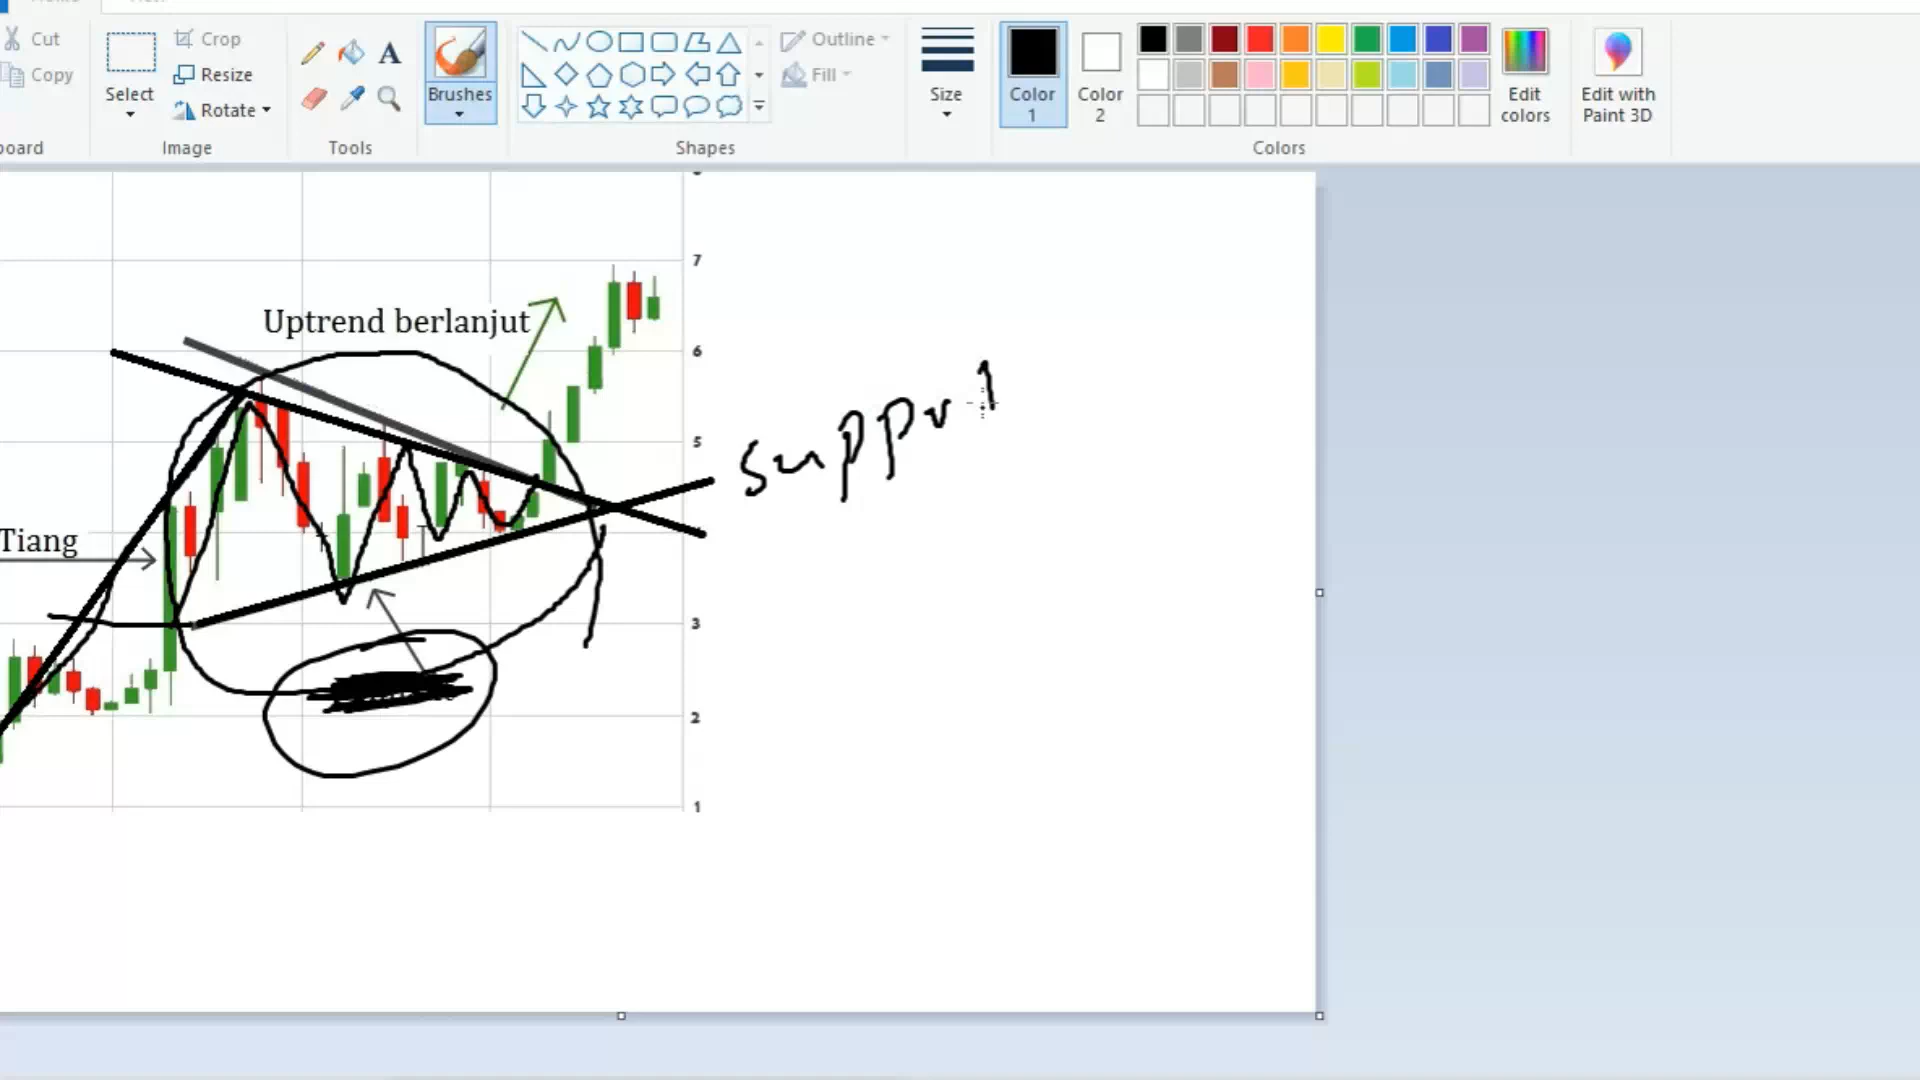 Cut
Copy
Select
Crop
Resize
Rotate
Image
Tools
Brushes
Shapes
Outline
Fill
Size
Color
1
Color
2
Edit
colors
Edit with
Paint 3D
Colors
7
Uptrend berlanjut
6
5
Tiang
3
2
1